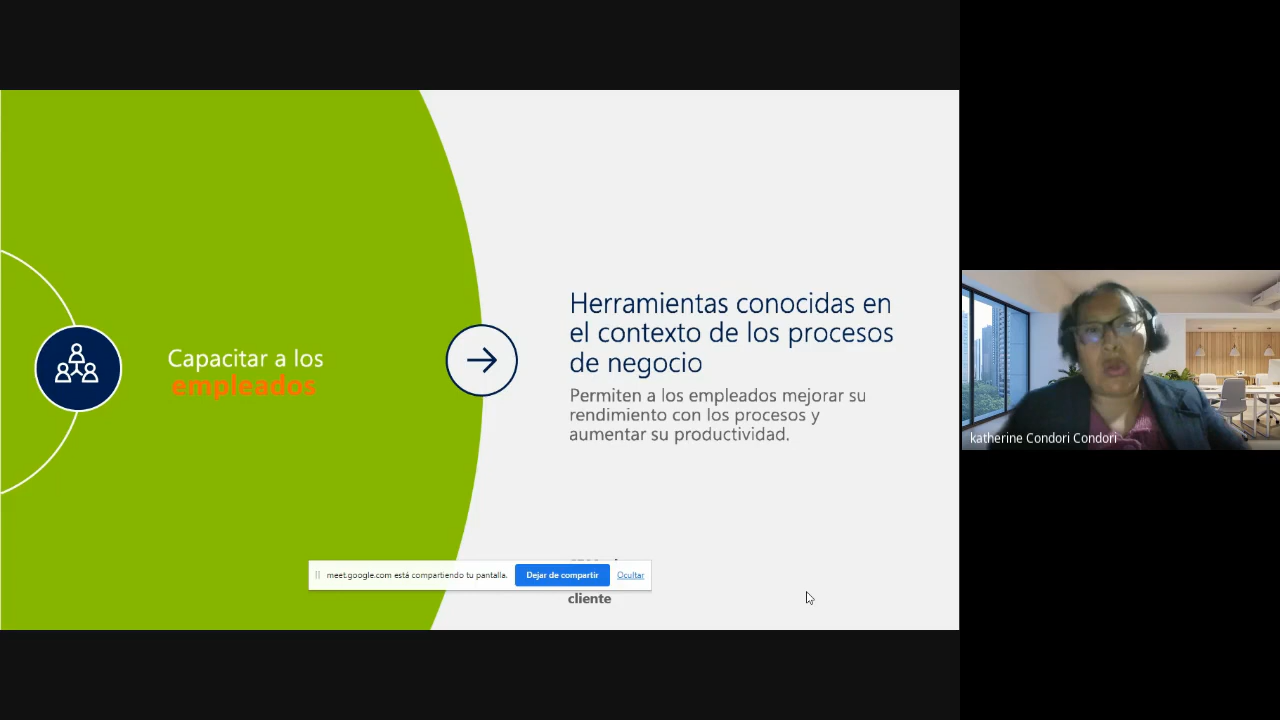 Capacitar a los
empleados
Herramientas conocidas en
el contexto de los procesos
de negocio
Permiten a los empleados mejorar su
rendimiento con los procesos y
aumentar su productividad.
meet.google.com está compartiendo tu pantalla.
Dejar de compartir
Ocultar
cliente
katherine Condori Condori